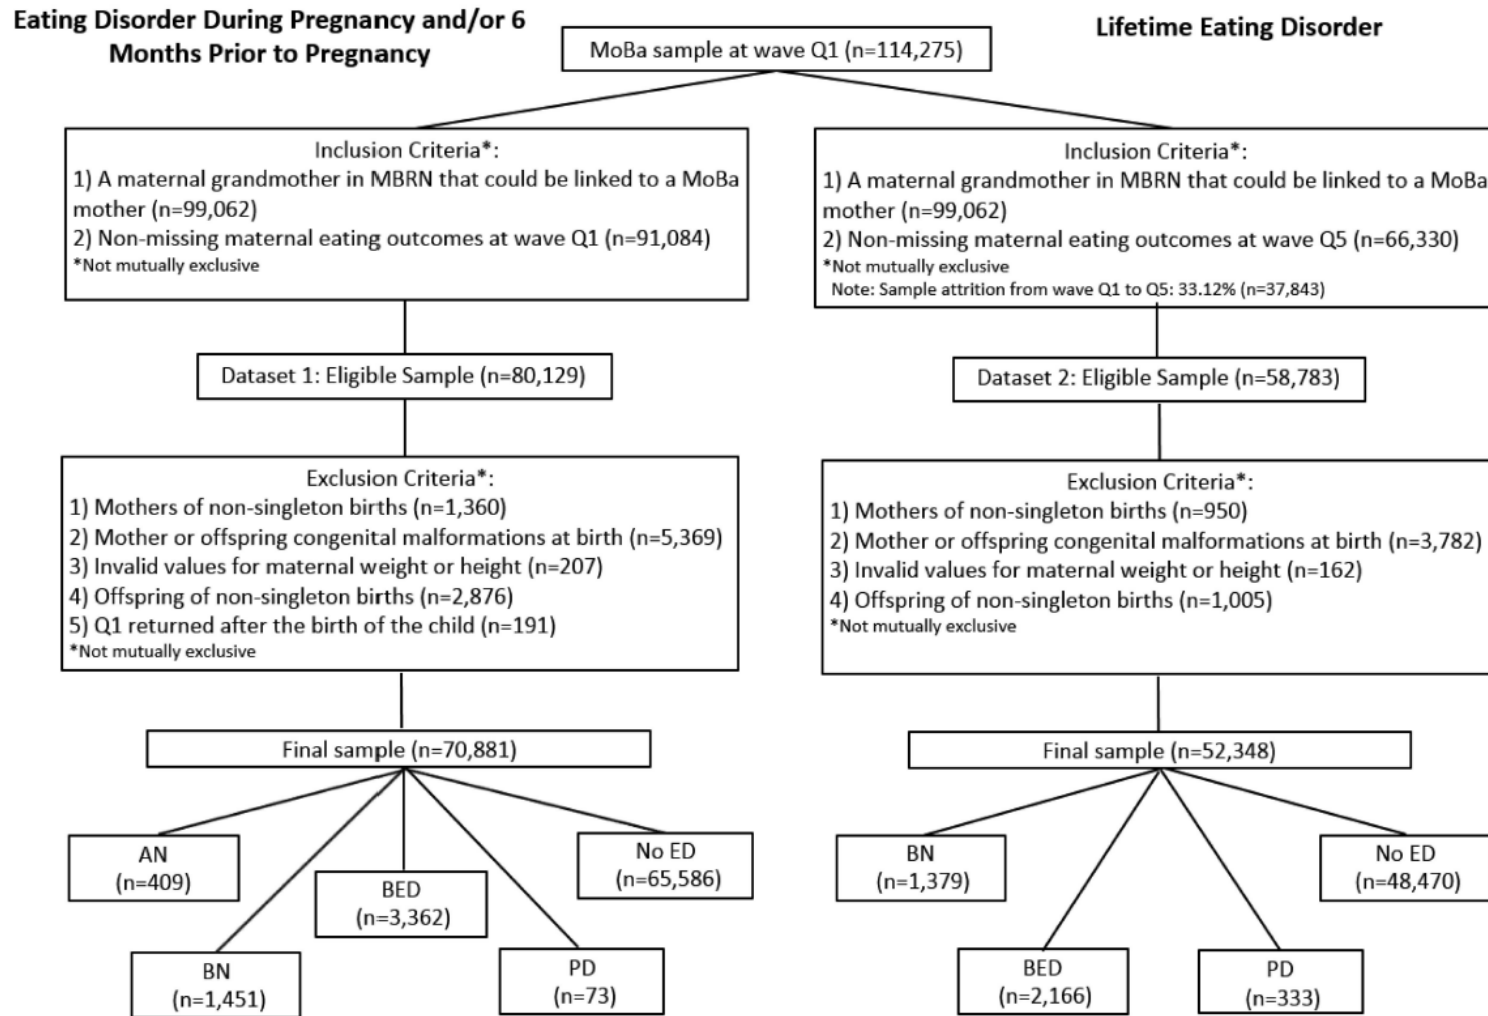 Eating Disorder During Pregnancy and/or 6
Months Prior to Pregnancy
Lifetime Eating Disorder
MoBa sample at wave Q1 (n=114,275)
Inclusion Criteria*:
1) A maternal grandmother in MBRN that could be linked to a MoBa
mother (n=99,062)
2) Non-missing maternal eating outcomes at wave Q1 (n=91,084)
*Not mutually exclusive
Inclusion Criteria*:
1) A maternal grandmother in MBRN that could be linked to a MoBa
mother (n=99,062)
2) Non-missing maternal eating outcomes at wave Q5 (n=66,330)
*Not mutually exclusive
Note: Sample attrition from wave Q1 to Q5: 33.12% (n=37,843)
Dataset 1: Eligible Sample (n=80,129)
Dataset 2: Eligible Sample (n=58,783)
Exclusion Criteria*:
1) Mothers of non-singleton births (n=1,360)
2) Mother or offspring congenital malformations at birth (n=5,369)
3) Invalid values for maternal weight or height (n=207)
4) Offspring of non-singleton births (n=2,876)
5) Q1 returned after the birth of the child (n=191)
*Not mutually exclusive
Exclusion Criteria*:
1) Mothers of non-singleton births (n=950)
2) Mother or offspring congenital malformations at birth (n=3,782)
3) Invalid values for maternal weight or height (n=162)
4) Offspring of non-singleton births (n=1,005)
*Not mutually exclusive
Final sample (n=70,881)
Final sample (n=52,348)
AN
(n=409)
BN
(n=1,451)
BED
(n=3,362)
PD
(n=73)
No ED
(n=65,586)
BN
(n=1,379)
BED
(n=2,166)
PD
(n=333)
No ED
(n=48,470)